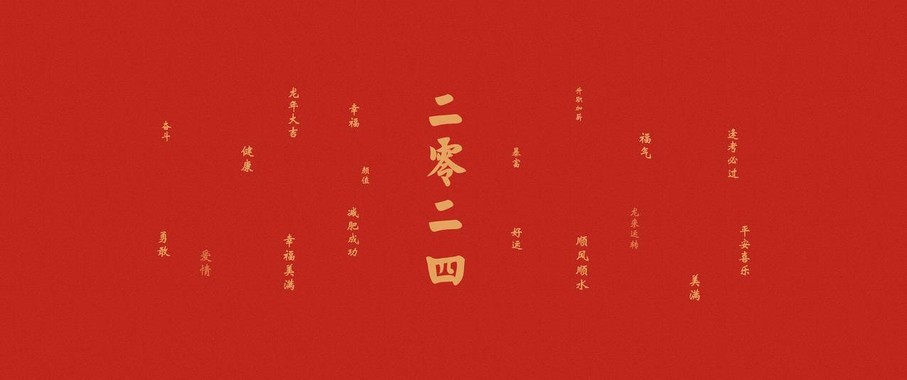 奋斗
勇敢
爱情
健康
龙年大吉
幸福美满
幸福
颜值
减肥成功
二零二四
暴富
好运
升职加薪
顺风顺水
龙来运转
福气
美满
逢考必过
平安喜乐